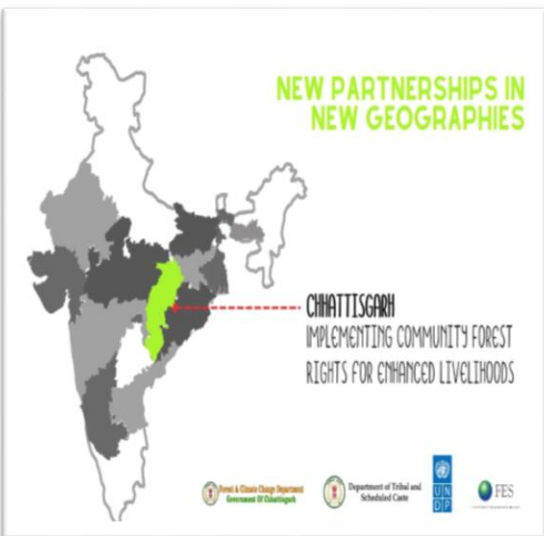 NEW PARTNERSHIPS IN
NEW GEOGRAPHIES
CHHATTISGARH
IMPLEMENTING COMMUNITY FOREST
RIGHTS FOR ENHANCED LIVELIHOODS
Forest & Climate Change Department
Government Of Chhattisgarh
Department of Tribal and
Scheduled Caste
U N
D P
FES